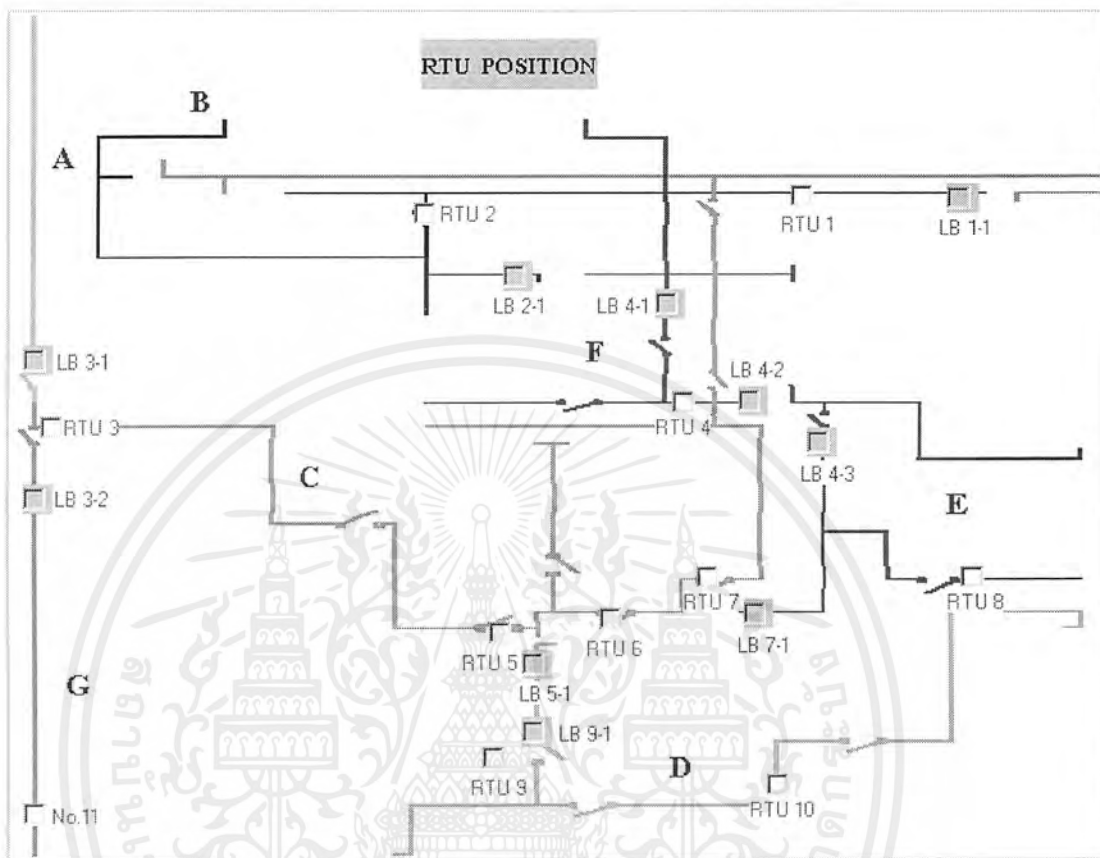 RTU POSITION
B
A
RTU 2
RTU 1
LB 1-1
LB 2-1
LB 4-1
F
LB 3-1
LB 4-2
RTU 3
RTU 4
LB 4-3
C
LB 3-2
E
RTU 7
RTU 8
RTU 5
RTU 6
LB 7-1
G
LB 5-1
LB 9-1
RTU 9
D
RTU 10
No.11